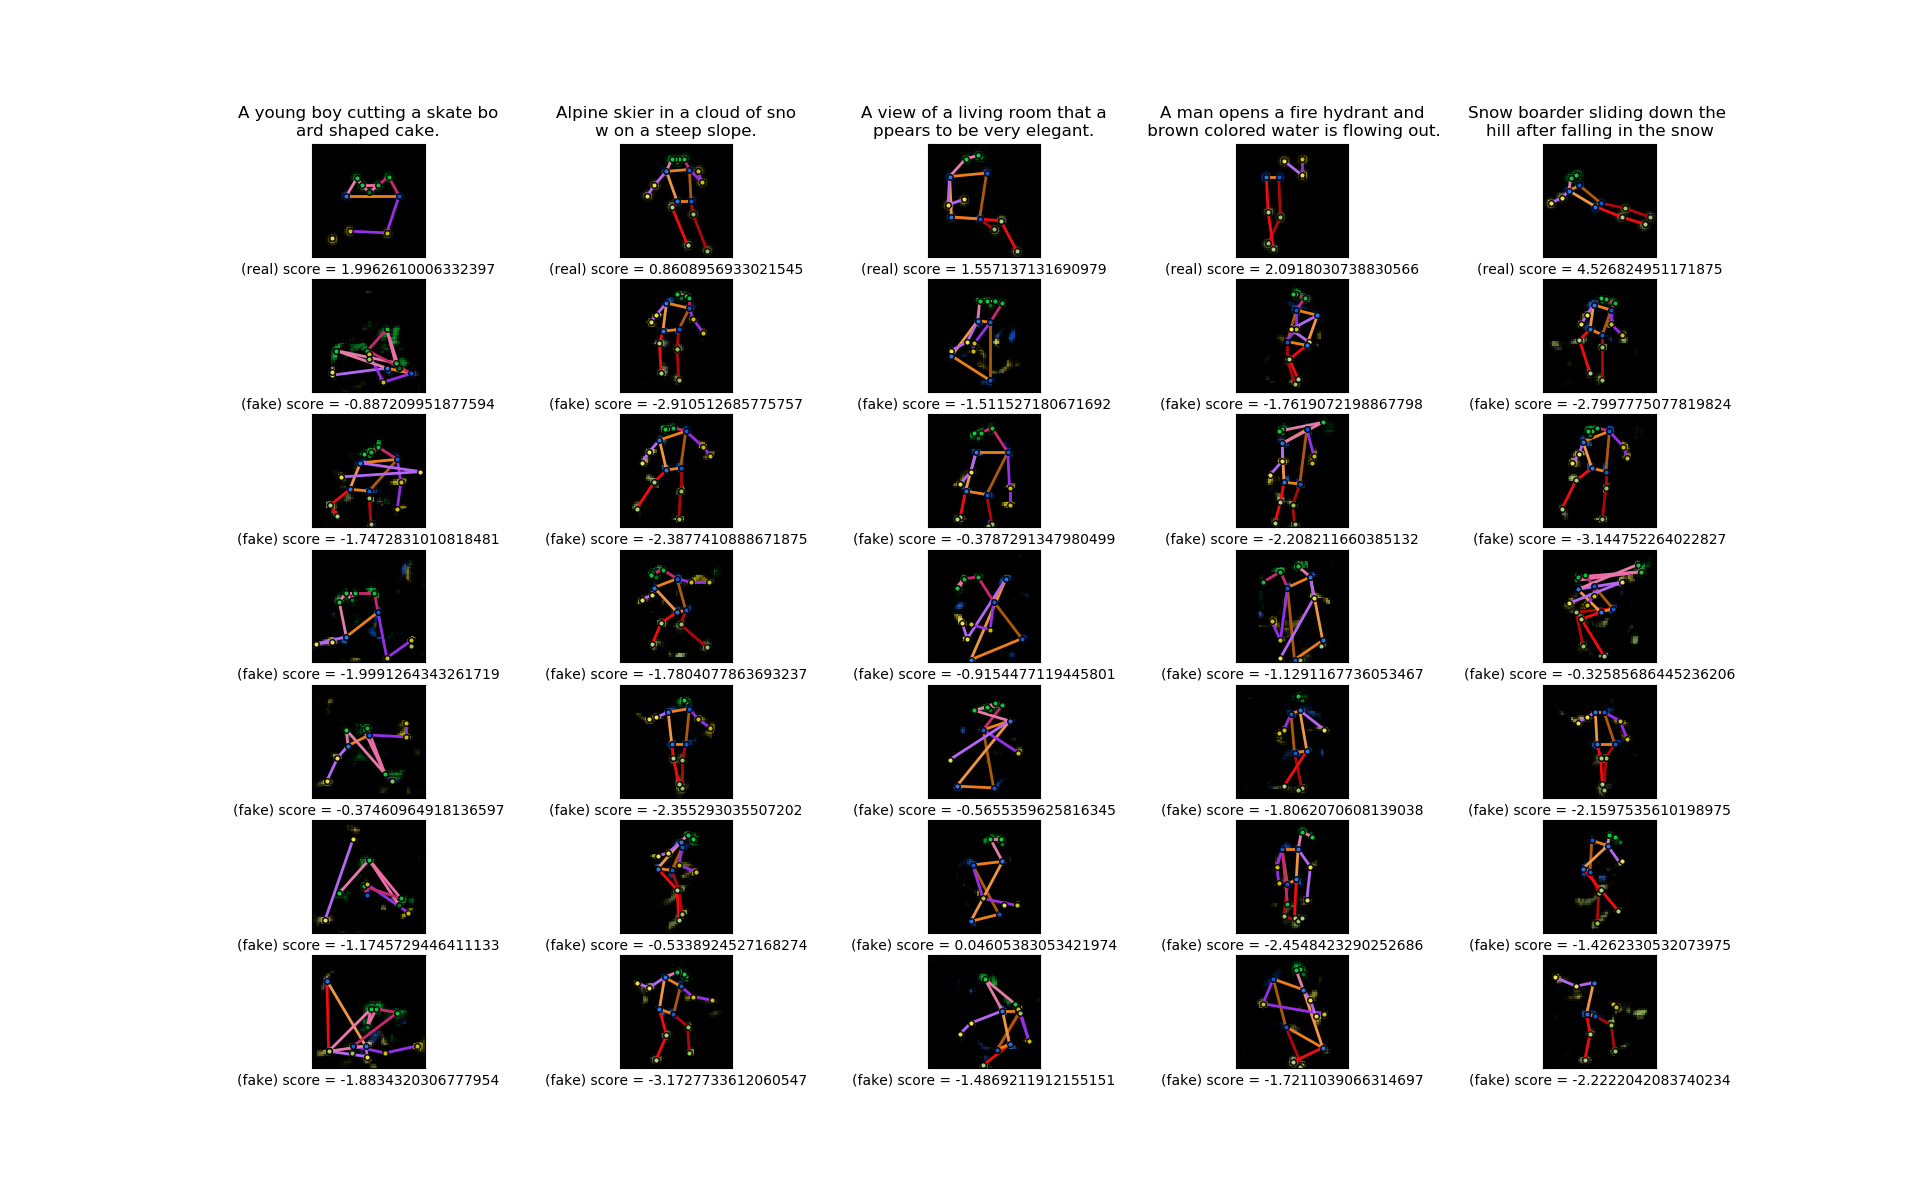 A young boy cutting a skate bo
ard shaped cake.
Alpine skier in a cloud of sno
w on a steep slope.
A view of a living room that a
ppears to be very elegant.
A man opens a fire hydrant and
brown colored water is flowing out.
Snow boarder sliding down the
hill after falling in the snow
(real) score = 1.9962610006332397
(real) score = 0.8608956933021545
(real) score = 1.557137131690979
(real) score = 2.0918030738830566
(real) score = 4.526824951171875
(fake) score = -0.887209951877594
(fake) score = -2.910512685775757
(fake) score = -1.511527180671692
(fake) score = -1.7619072198867798
(fake) score = -2.7997775077819824
(fake) score = -1.7472831010818481
(fake) score = -2.3877410888671875
(fake) score = -0.3787291347980499
(fake) score = -2.208211660385132
(fake) score = -3.144752264022827
(fake) score = -1.9991264343261719
(fake) score = -1.7804077863693237
(fake) score = -0.9154477119445801
(fake) score = -1.1291167736053467
(fake) score = -0.32585686445236206
(fake) score = -0.37460964918136597
(fake) score = -2.355293035507202
(fake) score = -0.5655359625816345
(fake) score = -1.8062070608139038
(fake) score = -2.1597535610198975
(fake) score = -1.1745729446411133
(fake) score = -0.5338924527168274
(fake) score = 0.04605383053421974
(fake) score = -2.4548423290252686
(fake) score = -1.4262330532073975
(fake) score = -1.8834320306777954
(fake) score = -3.1727733612060547
(fake) score = -1.4869211912155151
(fake) score = -1.7211039066314697
(fake) score = -2.2222042083740234